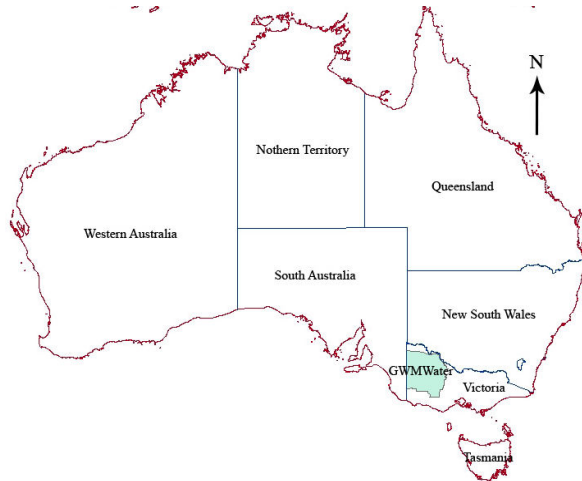 N
Nothern Territory
Queensland
Western Australia
South Australia
New South Wales
GWMWater
Victoria
Tasmania